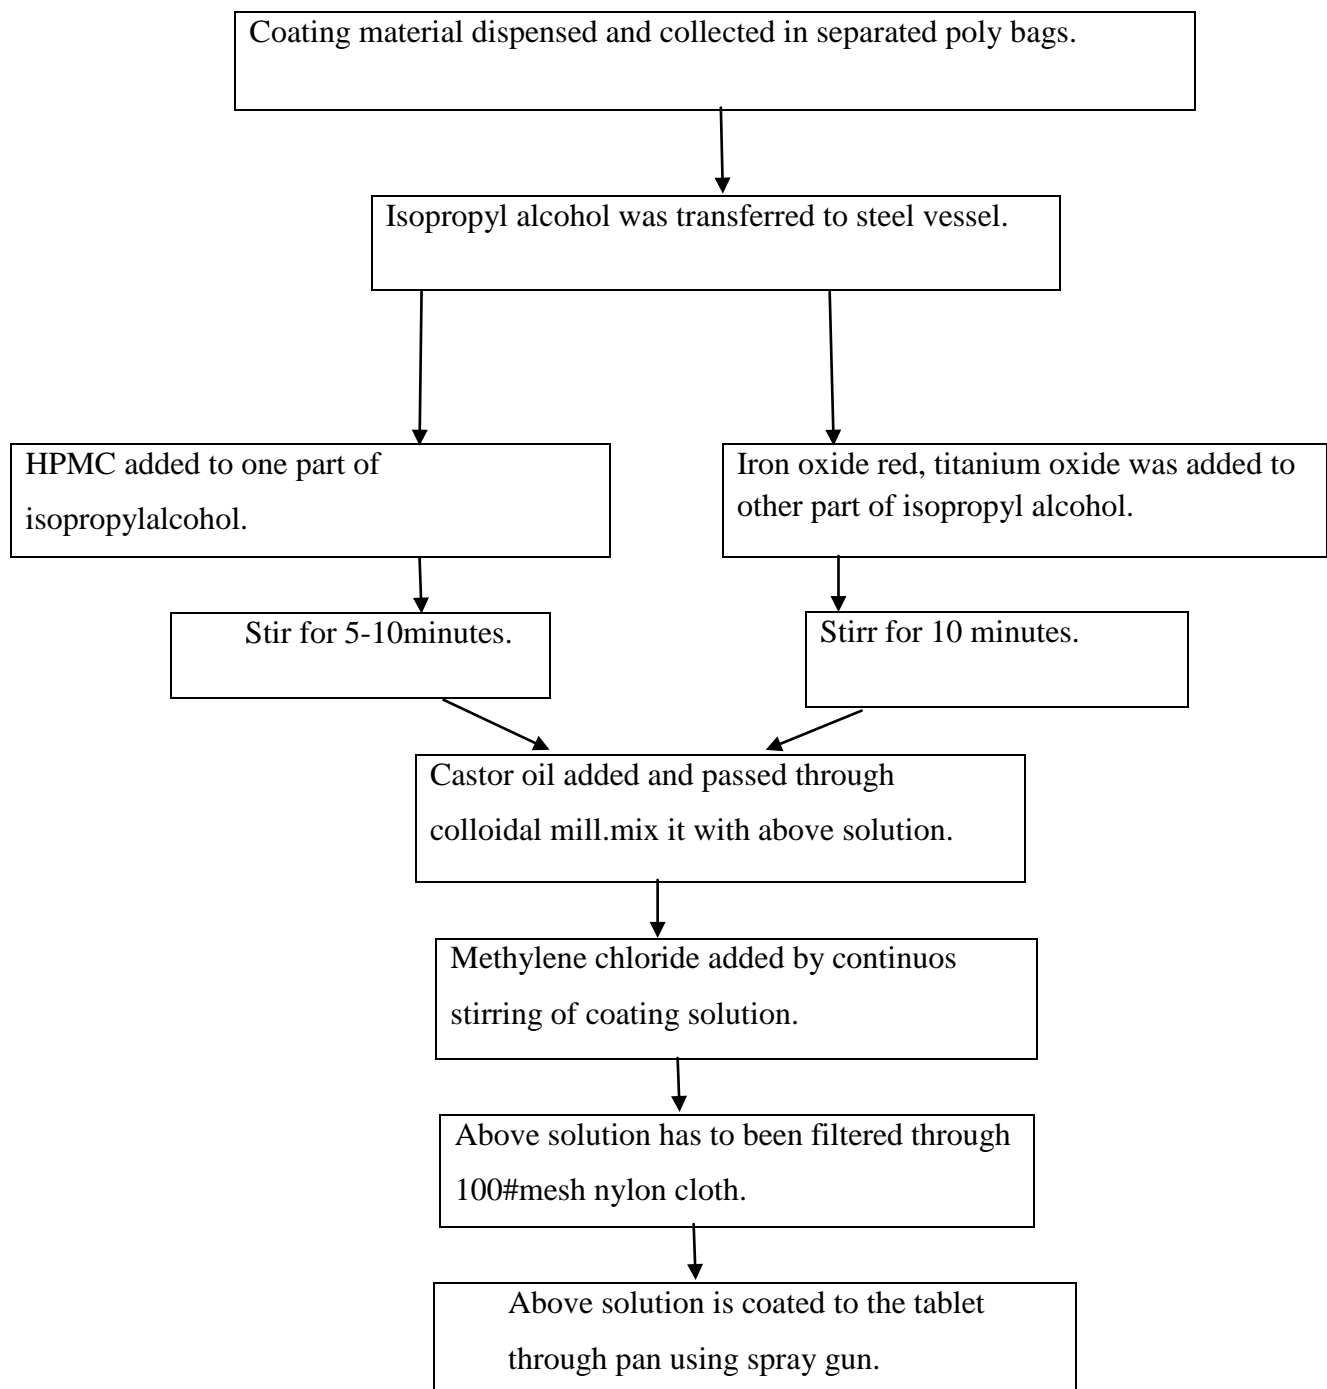 Coating material dispensed and collected in separated poly bags.
Isopropyl alcohol was transferred to steel vessel.
HPMC added to one part of
isopropylalcohol.
Iron oxide red, titanium oxide was added to
other part of isopropyl alcohol.
Stir for 5-10minutes.
Stirr for 10 minutes.
Castor oil added and passed through
colloidal mill.mix it with above solution.
Methylene chloride added by continuos
stirring of coating solution.
Above solution has to been filtered through
100#mesh nylon cloth.
Above solution is coated to the tablet
through pan using spray gun.